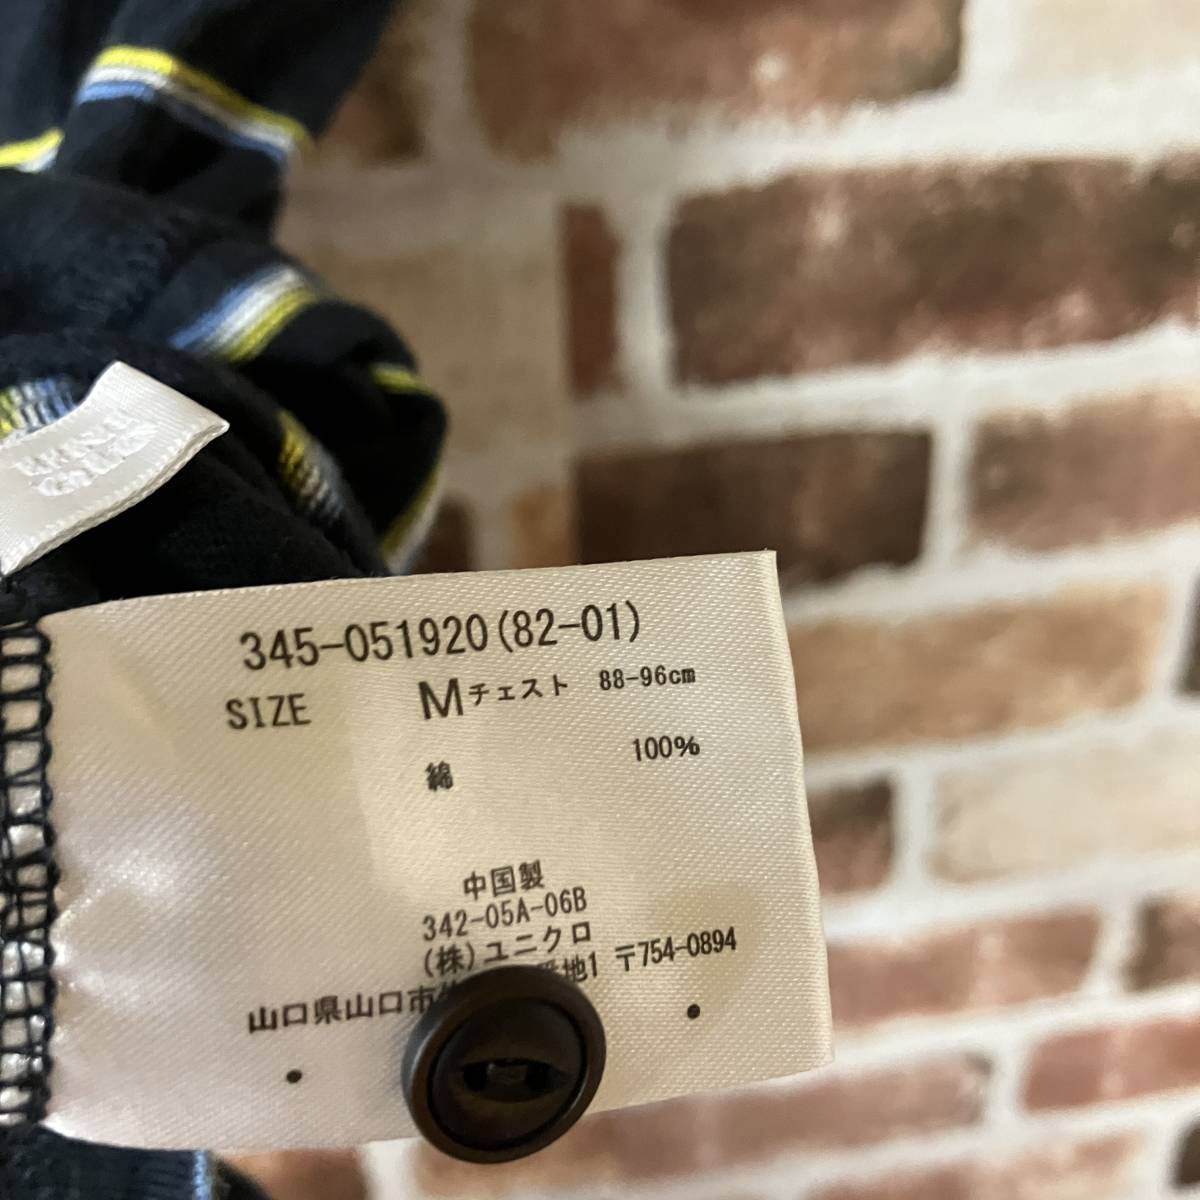 345-051920(82-01)
SIZE M チェスト 88-96cm
綿 100%
中国製
342-05A-06B
(株)ユニクロ
山口県山口市 番地1 〒754-0894